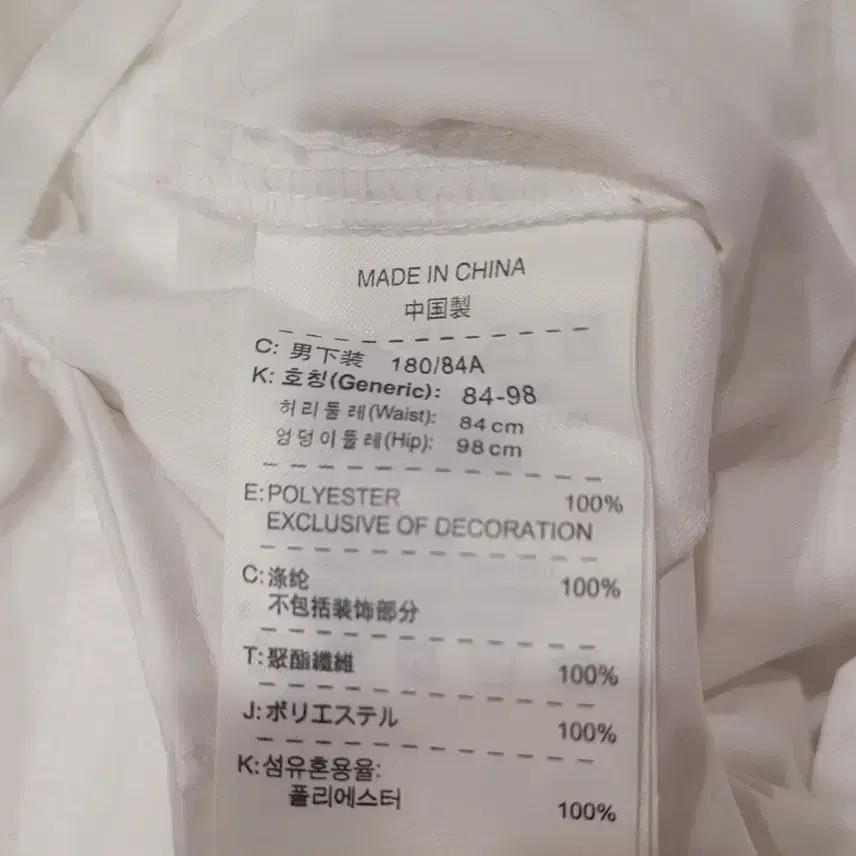 MADE IN CHINA
中国製
C: 男下装 180/84A
K: 호칭(Generic): 84-98
허리둘레(Waist): 84cm
엉덩이둘레(Hip): 98cm
E:POLYESTER 100%
EXCLUSIVE OF DECORATION
C:涤纶 100%
不包括装饰部分
T:聚酯纖維 100%
J:ポリエステル 100%
K:섬유혼용율:
폴리에스터 100%